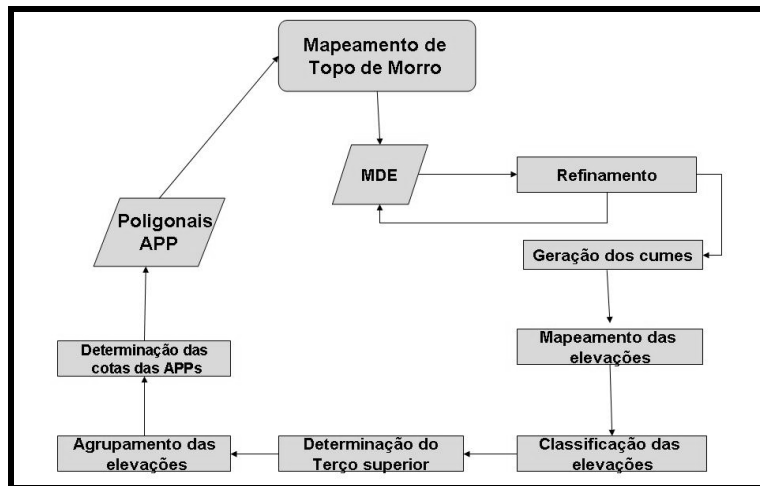 Mapeamento de
Topo de Morro
MDE
Refinamento
Geração dos cumes
Mapeamento das
elevações
Classificação das
elevações
Determinação do
Terço superior
Agrupamento das
elevações
Determinação das
cotas das APPs
Poligonais
APP